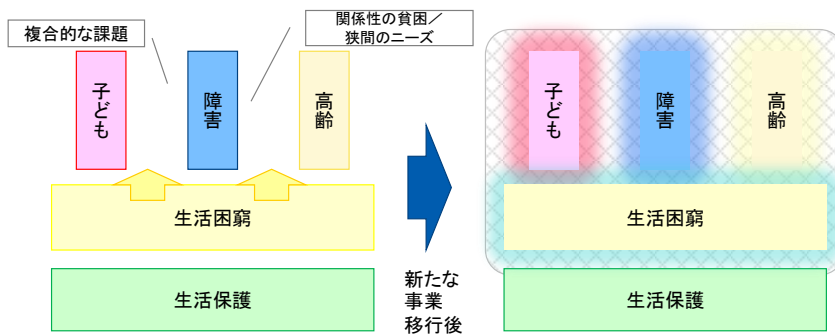 複合的な課題
関係性の貧困／
狭間のニーズ
子ども
障害
高齢
生活困窮
生活保護
新たな
事業
移行後
子ども
障害
高齢
生活困窮
生活保護